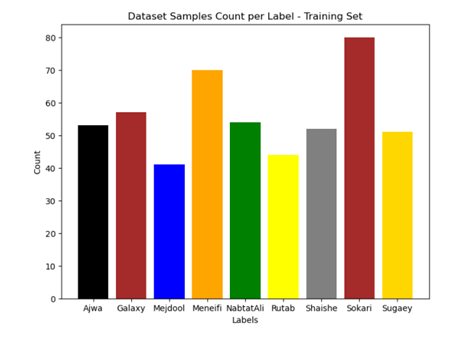 Dataset Samples Count per Label - Training Set
80
70
60
50
40
30
20
10
0
Count
Ajwa Galaxy Mejdool Meneifi NabtatAli Rutab Shaishe Sokari Sugaey
Labels